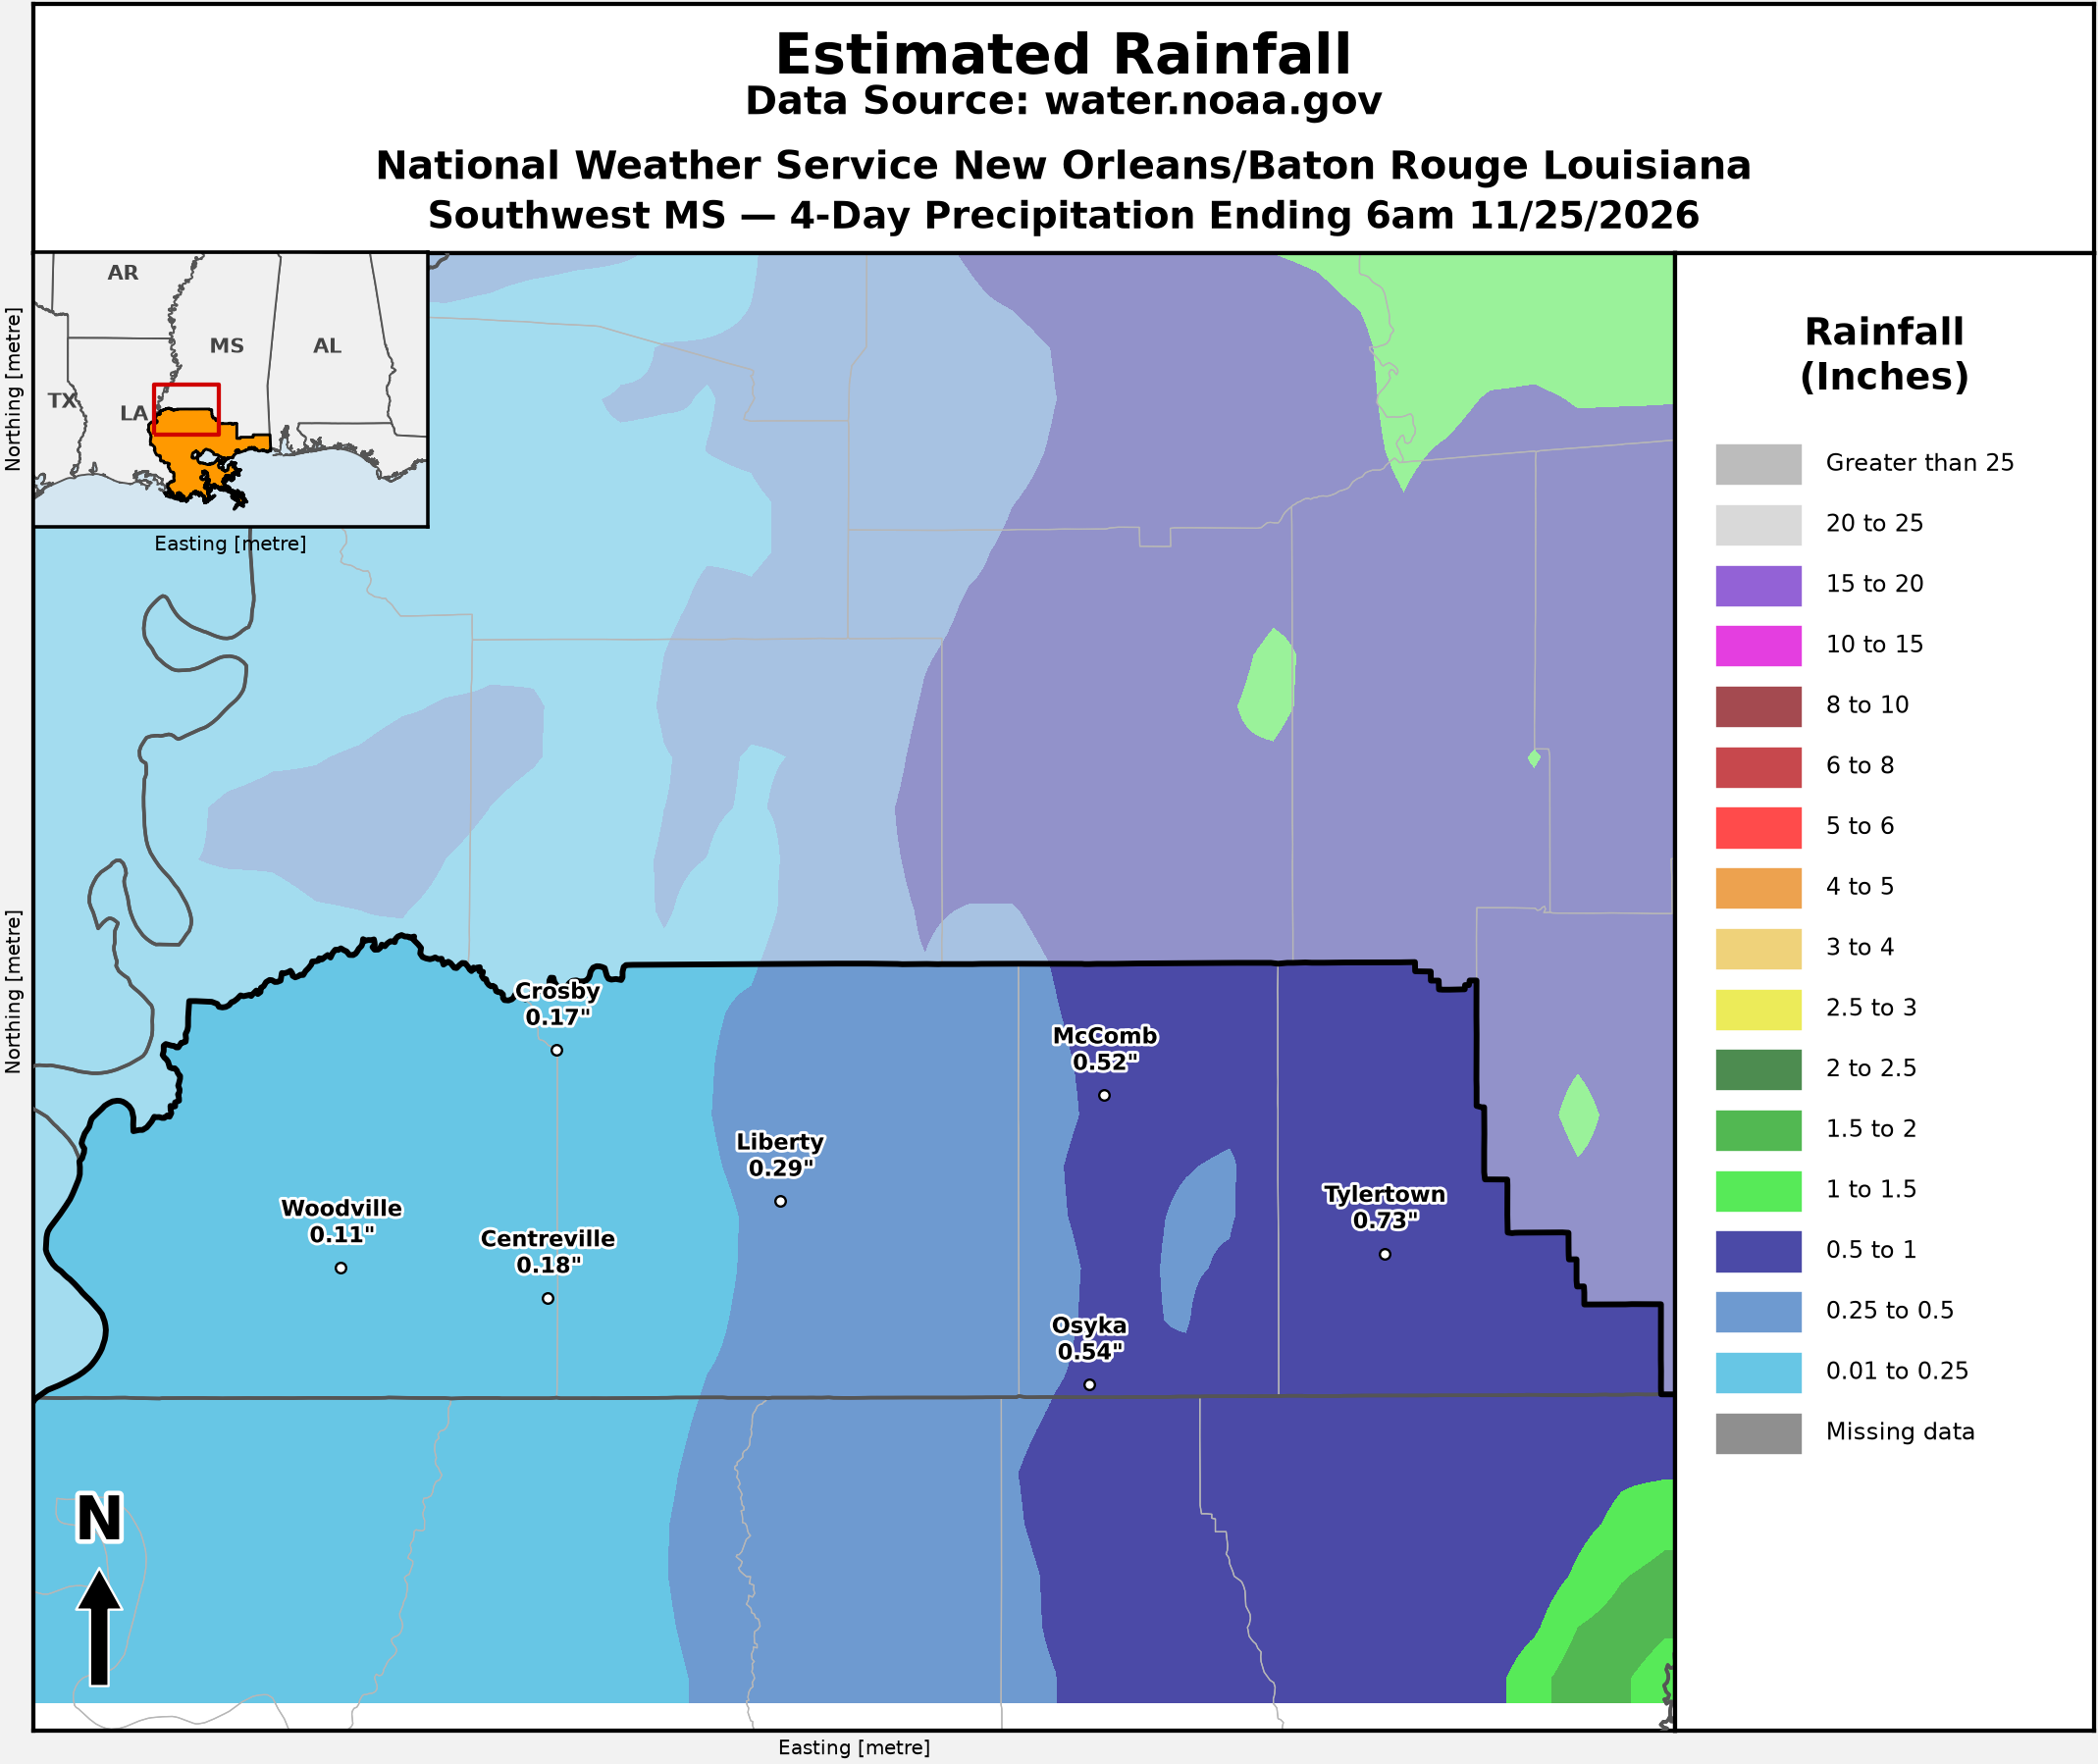 Estimated Rainfall
Data Source: water.noaa.gov
National Weather Service New Orleans/Baton Rouge Louisiana
Southwest MS — 4-Day Precipitation Ending 6am 11/25/2026
Northing [metre]
AR
MS
AL
TX
LA
Easting [metre]
Rainfall
(Inches)
Greater than 25
20 to 25
15 to 20
10 to 15
8 to 10
6 to 8
5 to 6
4 to 5
3 to 4
2.5 to 3
2 to 2.5
1.5 to 2
1 to 1.5
0.5 to 1
0.25 to 0.5
0.01 to 0.25
Missing data
Northing [metre]
Crosby
0.17"
McComb
0.52"
Liberty
0.29"
Woodville
0.11"
Centreville
0.18"
Tylertown
0.73"
Osyka
0.54"
N
Easting [metre]